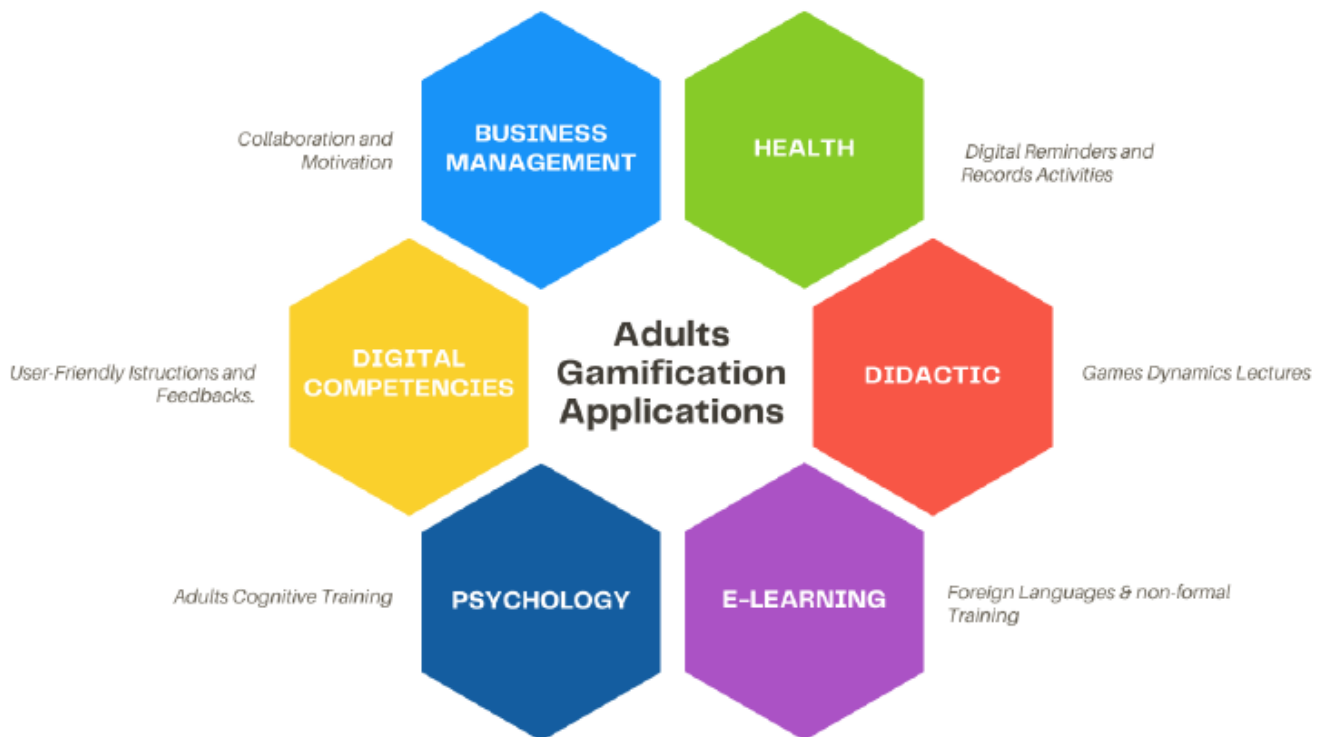 Collaboration and
Motivation
BUSINESS
MANAGEMENT
HEALTH
Digital Reminders and
Records Activities
User-Friendly Istructions and
Feedbacks.
DIGITAL
COMPETENCIES
Adults
Gamification
Applications
DIDACTIC
Games Dynamics Lectures
Adults Cognitive Training
PSYCHOLOGY
E-LEARNING
Foreign Languages & non-formal
Training